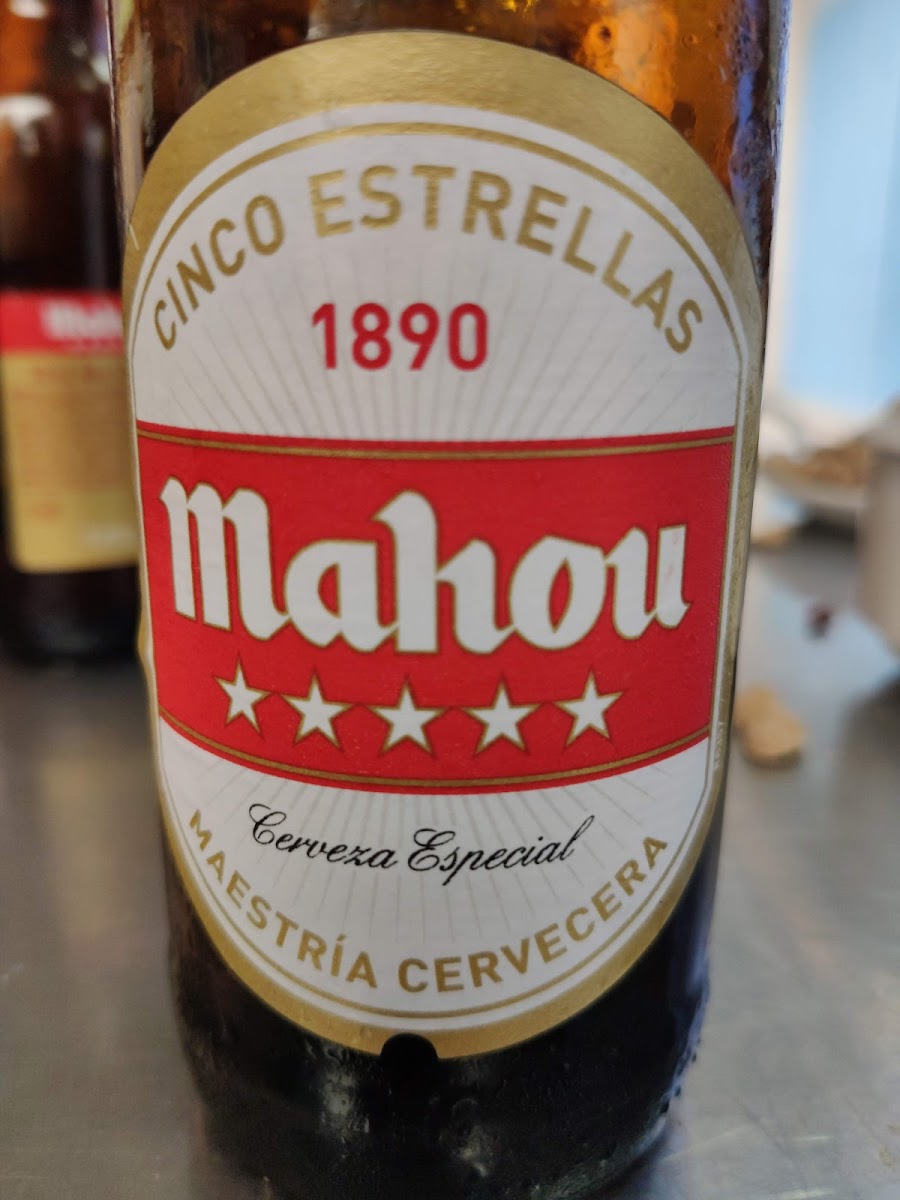 CINCO ESTRELLAS
1890
Mahou
Cerveza Especial
MAESTRÍA CERVECERA